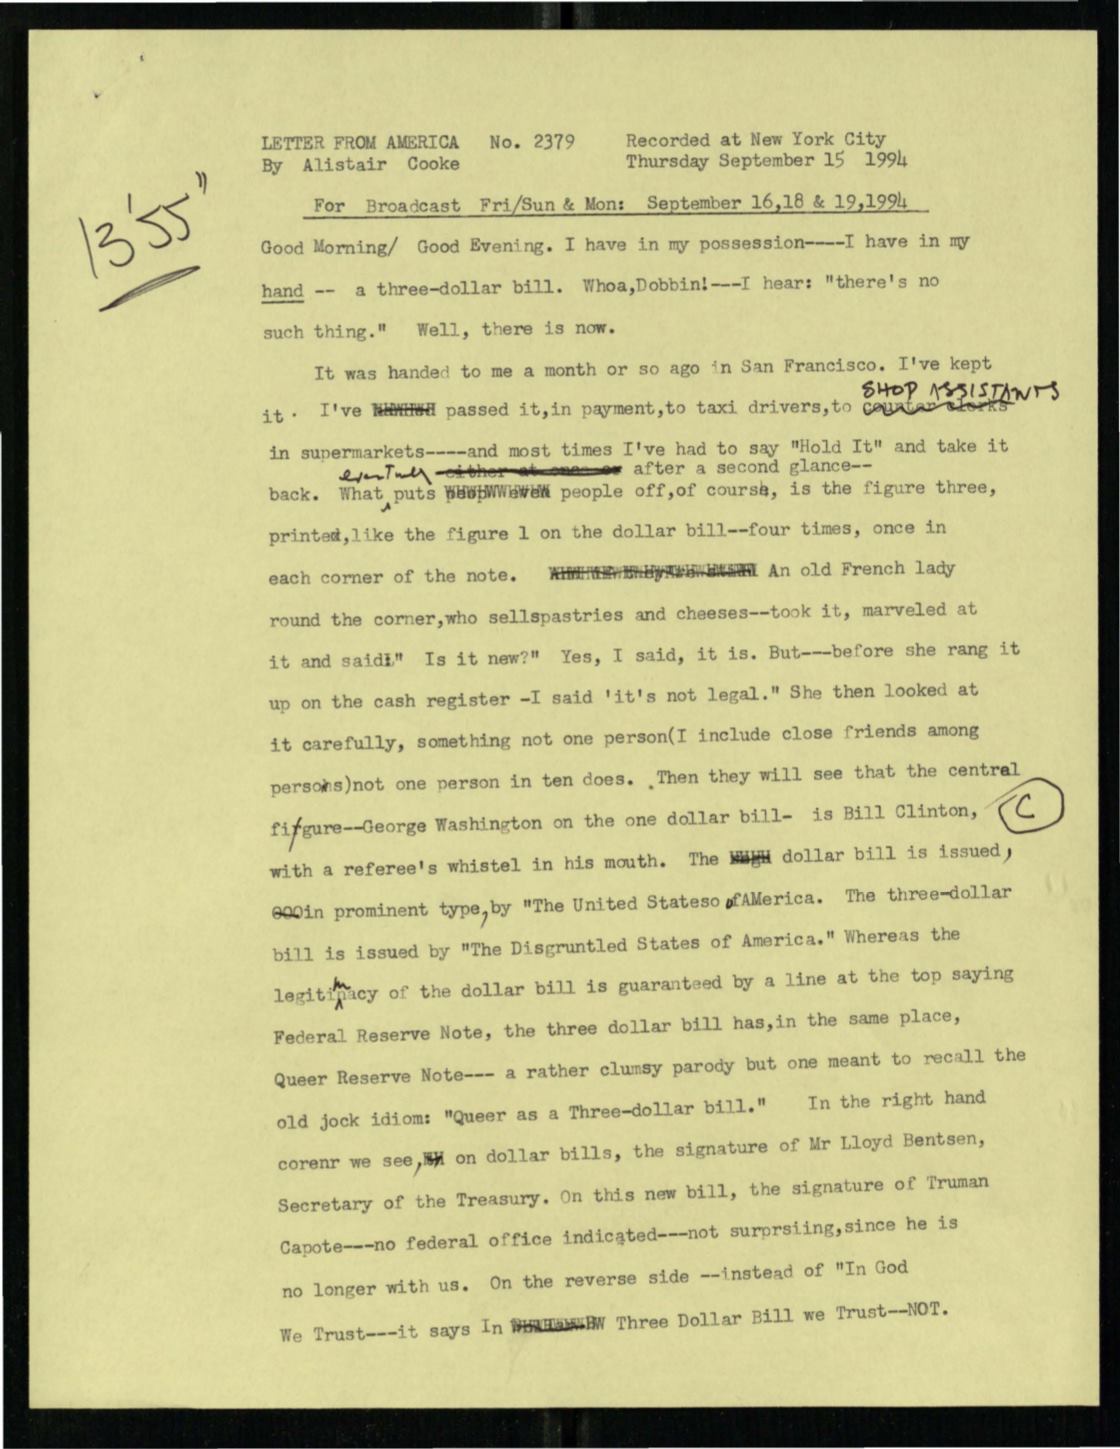 LETTER FROM AMERICA No. 2379 Recorded at New York City
By Alistair Cooke Thursday September 15 1994
13'55"
For Broadcast Fri/Sun & Mon: September 16,18 & 19,1994
Good Morning/ Good Evening. I have in my possession----I have in my
hand -- a three-dollar bill. Whoa,Dobbin!---I hear: "there's no
such thing." Well, there is now.
It was handed to me a month or so ago in San Francisco. I've kept
SHOP ASSISTANTS
it. I've passed it,in payment,to taxi drivers,to counter clerks
in supermarkets----and most times I've had to say "Hold It" and take it
eventually either at once or after a second glance--
back. What puts people off,of course, is the figure three,
printed,like the figure 1 on the dollar bill--four times, once in
each corner of the note. An old French lady
round the corner,who sellspastries and cheeses--took it, marveled at
it and said:" Is it new?" Yes, I said, it is. But---before she rang it
up on the cash register -I said 'it's not legal." She then looked at
it carefully, something not one person(I include close friends among
persons)not one person in ten does. .Then they will see that the central
fifgure--George Washington on the one dollar bill- is Bill Clinton, C
with a referee's whistel in his mouth. The dollar bill is issued,
in prominent type,by "The United Stateso fAMerica. The three-dollar
bill is issued by "The Disgruntled States of America." Whereas the
legitimacy of the dollar bill is guaranteed by a line at the top saying
Federal Reserve Note, the three dollar bill has,in the same place,
Queer Reserve Note--- a rather clumsy parody but one meant to recall the
old jock idiom: "Queer as a Three-dollar bill." In the right hand
corenr we see, on dollar bills, the signature of Mr Lloyd Bentsen,
Secretary of the Treasury. On this new bill, the signature of Truman
Capote---no federal office indicated---not surprsiing,since he is
no longer with us. On the reverse side --instead of "In God
We Trust---it says In Three Dollar Bill we Trust--NOT.